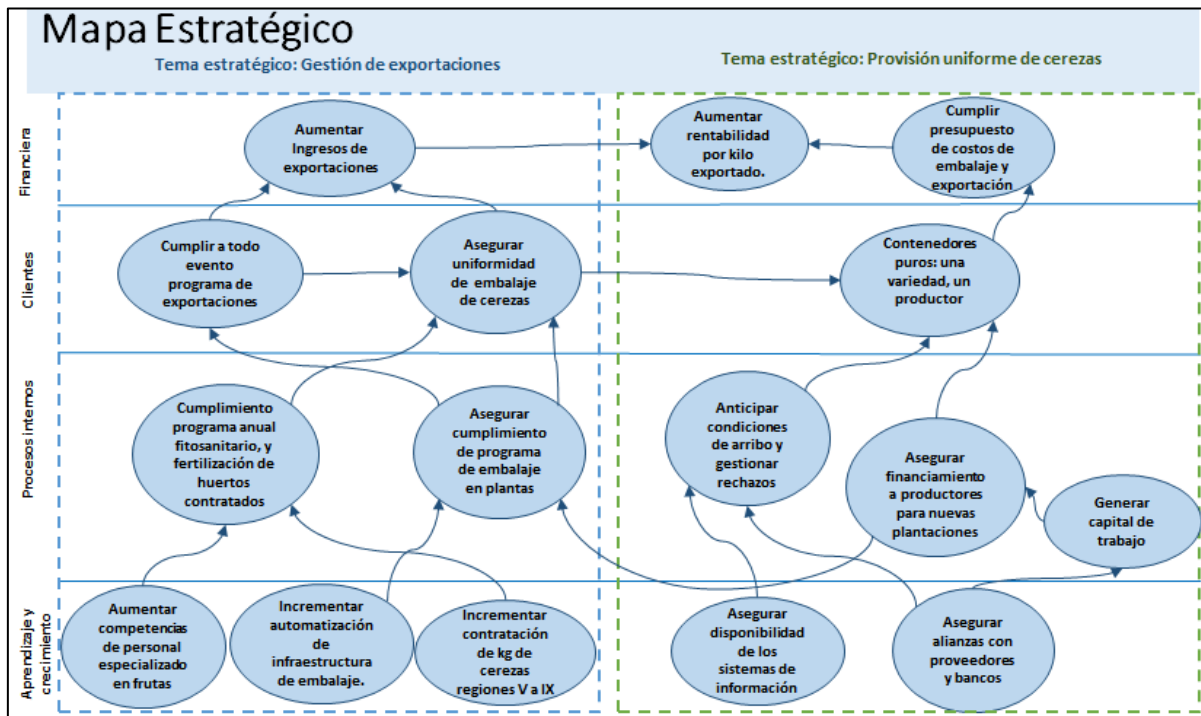 Mapa Estratégico
Tema estratégico: Gestión de exportaciones
Tema estratégico: Provisión uniforme de cerezas
Financiera
Aumentar
Ingresos de
exportaciones
Aumentar
rentabilidad
por kilo
exportado.
Cumplir
presupuesto
de costos de
embalaje y
exportación
Clientes
Cumplir a todo
evento
programa de
exportaciones
Asegurar
uniformidad
de embalaje
de cerezas
Contenedores
puros: una
variedad, un
productor
Procesos internos
Cumplimiento
programa anual
fitosanitario, y
fertilización de
huertos
contratados
Asegurar
cumplimiento
de programa
de embalaje
en plantas
Anticipar
condiciones
de arribo y
gestionar
rechazos
Asegurar
financiamiento
a productores
para nuevas
plantaciones
Generar
capital de
trabajo
Aprendizaje y
crecimiento
Aumentar
competencias
de personal
especializado
en frutas
Incrementar
automatización
de
infraestructura
de embalaje.
Incrementar
contratación
de kg de
cerezas
regiones V a IX
Asegurar
disponibilidad
de los
sistemas de
información
Asegurar
alianzas con
proveedores
y bancos